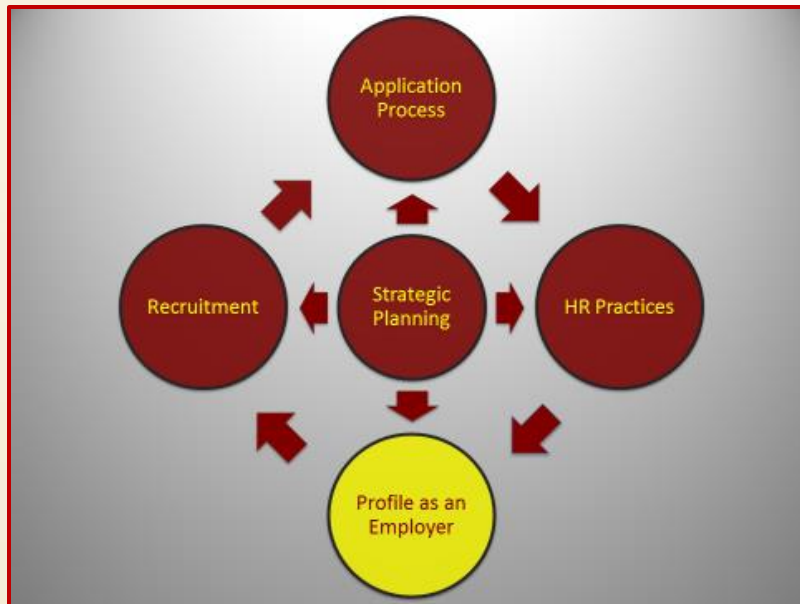 Application
Process
Recruitment
Strategic
Planning
HR Practices
Profile as an
Employer